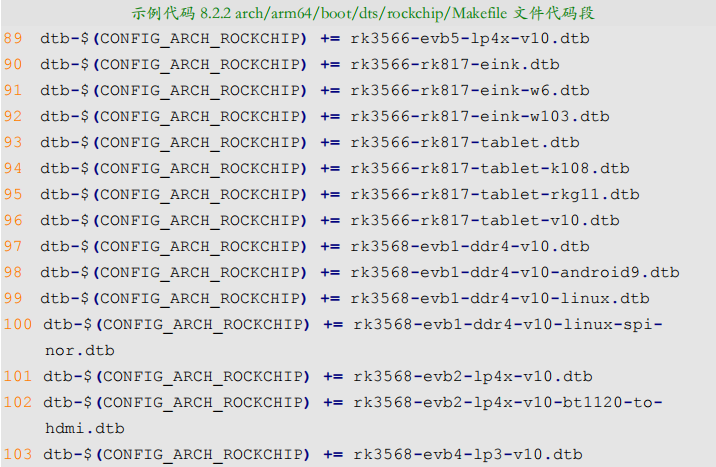 示例代码 8.2.2 arch/arm64/boot/dts/rockchip/Makefile 文件代码段
89 dtb-$(CONFIG_ARCH_ROCKCHIP) += rk3566-evb5-lp4x-v10.dtb
90 dtb-$(CONFIG_ARCH_ROCKCHIP) += rk3566-rk817-eink.dtb
91 dtb-$(CONFIG_ARCH_ROCKCHIP) += rk3566-rk817-eink-w6.dtb
92 dtb-$(CONFIG_ARCH_ROCKCHIP) += rk3566-rk817-eink-w103.dtb
93 dtb-$(CONFIG_ARCH_ROCKCHIP) += rk3566-rk817-tablet.dtb
94 dtb-$(CONFIG_ARCH_ROCKCHIP) += rk3566-rk817-tablet-k108.dtb
95 dtb-$(CONFIG_ARCH_ROCKCHIP) += rk3566-rk817-tablet-rkg11.dtb
96 dtb-$(CONFIG_ARCH_ROCKCHIP) += rk3566-rk817-tablet-v10.dtb
97 dtb-$(CONFIG_ARCH_ROCKCHIP) += rk3568-evb1-ddr4-v10.dtb
98 dtb-$(CONFIG_ARCH_ROCKCHIP) += rk3568-evb1-ddr4-v10-android9.dtb
99 dtb-$(CONFIG_ARCH_ROCKCHIP) += rk3568-evb1-ddr4-v10-linux.dtb
100 dtb-$(CONFIG_ARCH_ROCKCHIP) += rk3568-evb1-ddr4-v10-linux-spi-
nor.dtb
101 dtb-$(CONFIG_ARCH_ROCKCHIP) += rk3568-evb2-lp4x-v10.dtb
102 dtb-$(CONFIG_ARCH_ROCKCHIP) += rk3568-evb2-lp4x-v10-bt1120-to-
hdmi.dtb
103 dtb-$(CONFIG_ARCH_ROCKCHIP) += rk3568-evb4-lp3-v10.dtb